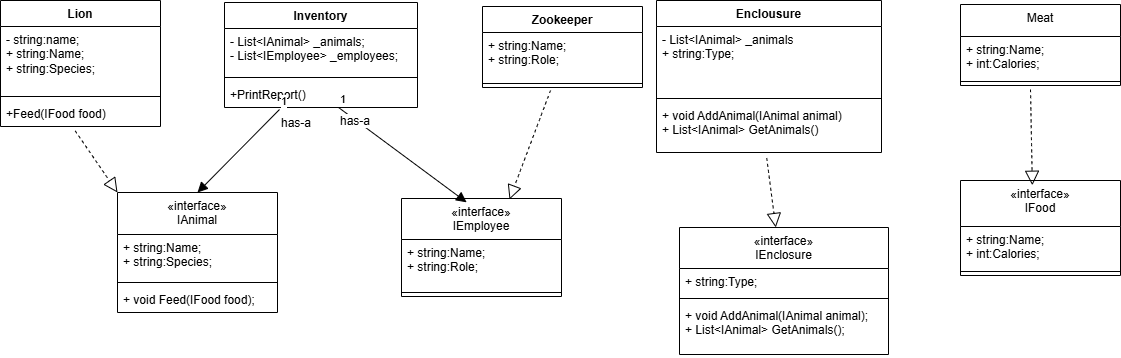 Lion
- string:name;
+ string:Name;
+ string:Species;
+Feed(IFood food)
Inventory
- List<IAnimal> _animals;
- List<IEmployee> _employees;
+PrintReport()
1
has-a
1
has-a
Zookeeper
+ string:Name;
+ string:Role;
Enclousure
- List<IAnimal> _animals
+ string:Type;
+ void AddAnimal(IAnimal animal)
+ List<IAnimal> GetAnimals()
Meat
+ string:Name;
+ int:Calories;
«interface»
IAnimal
+ string:Name;
+ string:Species;
+ void Feed(IFood food);
«interface»
IEmployee
+ string:Name;
+ string:Role;
«interface»
IEnclosure
+ string:Type;
+ void AddAnimal(IAnimal animal);
+ List<IAnimal> GetAnimals();
«interface»
IFood
+ string:Name;
+ int:Calories;